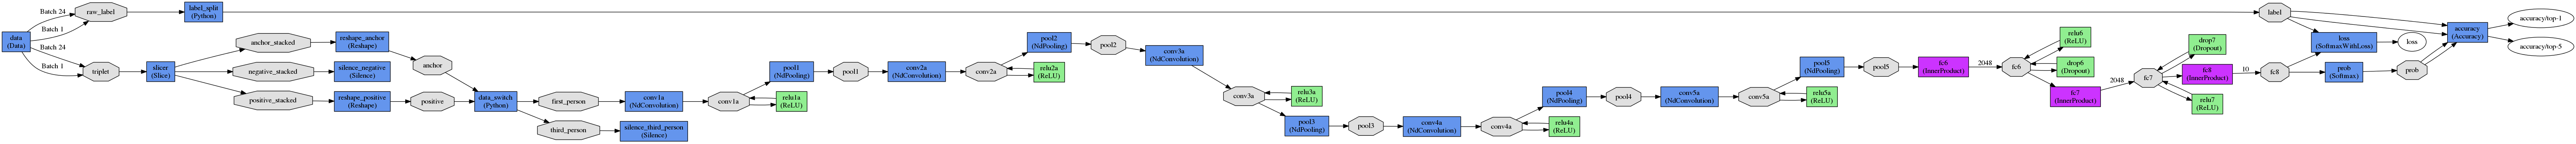 Batch 24
raw_label
label_split
(Python)
Batch 1
data
(Data)
Batch 24
Batch 1
triplet
slicer
(Slice)
anchor_stacked
reshape_anchor
(Reshape)
negative_stacked
silence_negative
(Silence)
positive_stacked
reshape_positive
(Reshape)
anchor
positive
data_switch
(Python)
first_person
third_person
silence_third_person
(Silence)
conv1a
(NdConvolution)
conv1a
pool1
(NdPooling)
relu1a
(ReLU)
pool1
conv2a
(NdConvolution)
conv2a
pool2
(NdPooling)
relu2a
(ReLU)
pool2
conv3a
(NdConvolution)
conv3a
relu3a
(ReLU)
pool3
(NdPooling)
pool3
conv4a
(NdConvolution)
conv4a
pool4
(NdPooling)
relu4a
(ReLU)
pool4
conv5a
(NdConvolution)
conv5a
pool5
(NdPooling)
relu5a
(ReLU)
pool5
fc6
(InnerProduct)
2048
fc6
relu6
(ReLU)
drop6
(Dropout)
fc7
(InnerProduct)
2048
fc7
drop7
(Dropout)
fc8
(InnerProduct)
relu7
(ReLU)
10
fc8
label
loss
(SoftmaxWithLoss)
prob
(Softmax)
loss
prob
accuracy
(Accuracy)
accuracy/top-1
accuracy/top-5